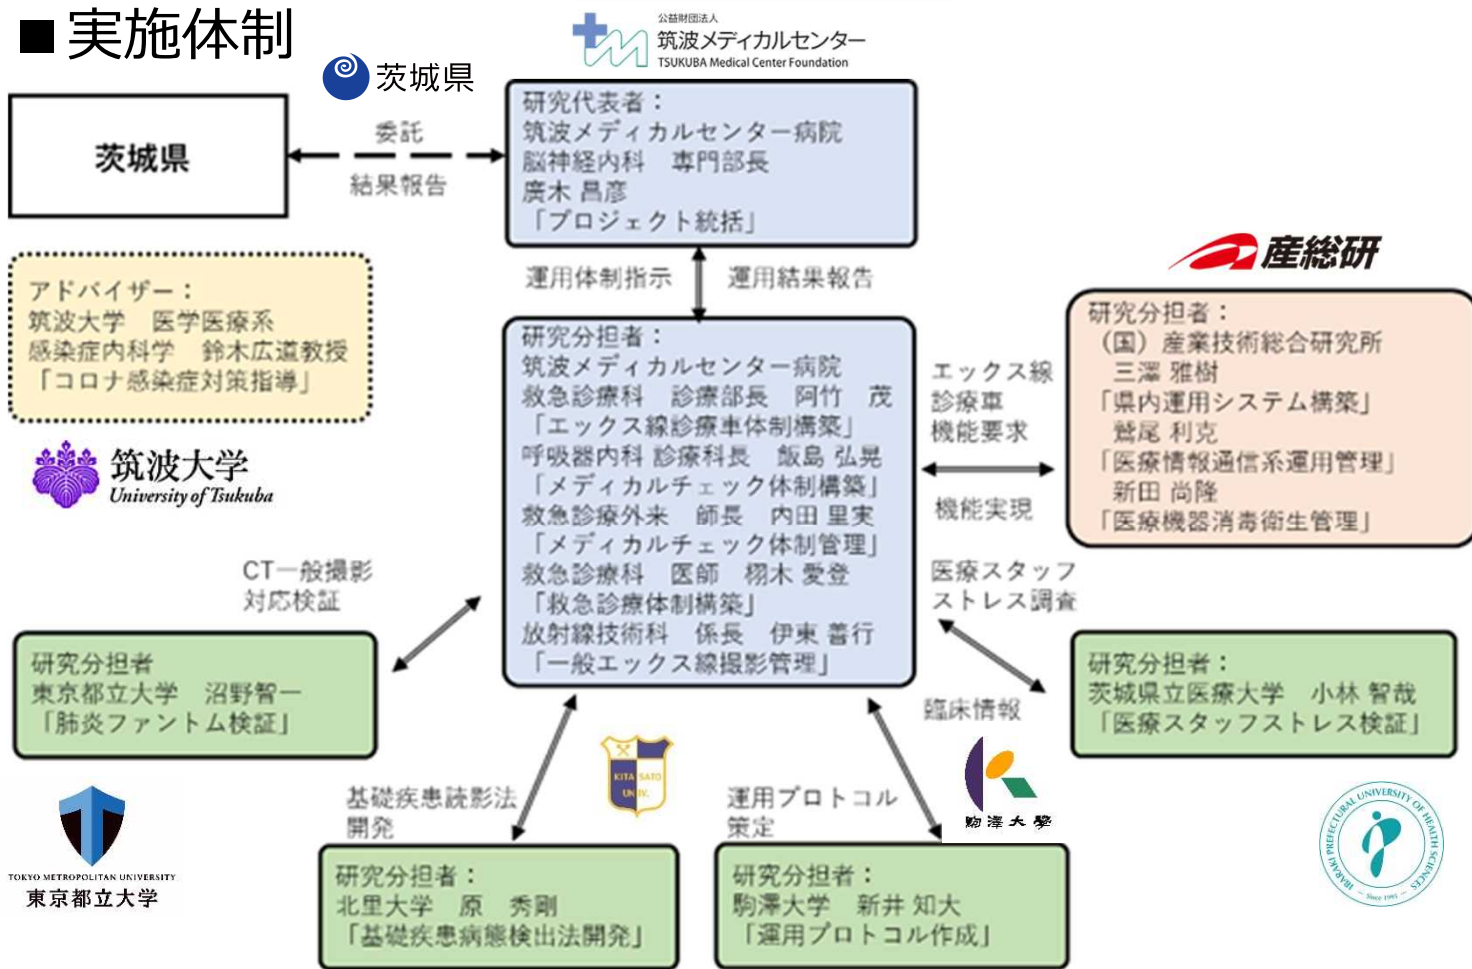 ■実施体制
茨城県
公益財団法人
筑波メディカルセンター
TSUKUBA Medical Center Foundation
茨城県
委託
結果報告
研究代表者：
筑波メディカルセンター病院
脳神経内科　専門部長
廣木 昌彦
「プロジェクト統括」
運用体制指示
運用結果報告
アドバイザー：
筑波大学　医学医療系
感染症内科学　鈴木広道教授
「コロナ感染症対策指導」
筑波大学
University of Tsukuba
研究分担者：
筑波メディカルセンター病院
救急診療科　診療部長　阿竹　茂
「エックス線診療車体制構築」
呼吸器内科 診療科長　飯島 弘晃
「メディカルチェック体制構築」
救急診療外来　師長　内田 里実
「メディカルチェック体制管理」
救急診療科　医師　栩木 愛登
「救急診療体制構築」
放射線技術科　係長　伊東 善行
「一般エックス線撮影管理」
エックス線
診療車
機能要求
機能実現
産総研
研究分担者：
（国）産業技術総合研究所
三澤 雅樹
「県内運用システム構築」
鷲尾 利克
「医療情報通信系運用管理」
新田 尚隆
「医療機器消毒衛生管理」
CT一般撮影
対応検証
研究分担者
東京都立大学　沼野智一
「肺炎ファントム検証」
TOKYO METROPOLITAN UNIVERSITY
東京都立大学
基礎疾患読影法
開発
KITA SATO
UNIV.
研究分担者：
北里大学　原　秀剛
「基礎疾患病態検出法開発」
運用プロトコル
策定
臨床情報
駒澤大學
研究分担者：
駒澤大学　新井 知大
「運用プロトコル作成」
医療スタッフ
ストレス調査
研究分担者：
茨城県立医療大学　小林 智哉
「医療スタッフストレス検証」
IBARAKI PREFECTURAL UNIVERSITY OF HEALTH SCIENCES
Since 1995